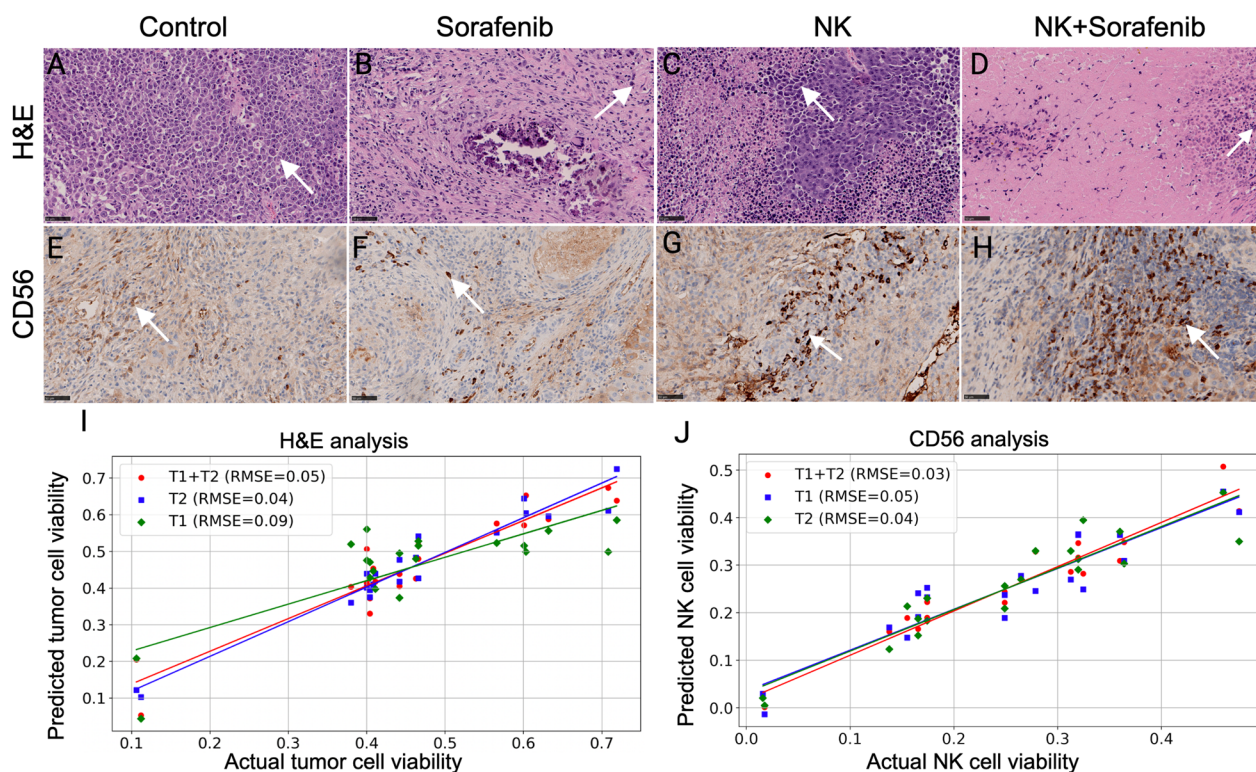 Control Sorafenib NK NK+Sorafenib
H&E
A B C D
CD56
E F G H
I
H&E analysis
T1+T2 (RMSE=0.05)
T2 (RMSE=0.04)
T1 (RMSE=0.09)
Predicted tumor cell viability
0.7
0.6
0.5
0.4
0.3
0.2
0.1
0.1 0.2 0.3 0.4 0.5 0.6 0.7
Actual tumor cell viability
J
CD56 analysis
T1+T2 (RMSE=0.03)
T1 (RMSE=0.05)
T2 (RMSE=0.04)
Predicted NK cell viability
0.5
0.4
0.3
0.2
0.1
0.0
0.0 0.1 0.2 0.3 0.4
Actual NK cell viability